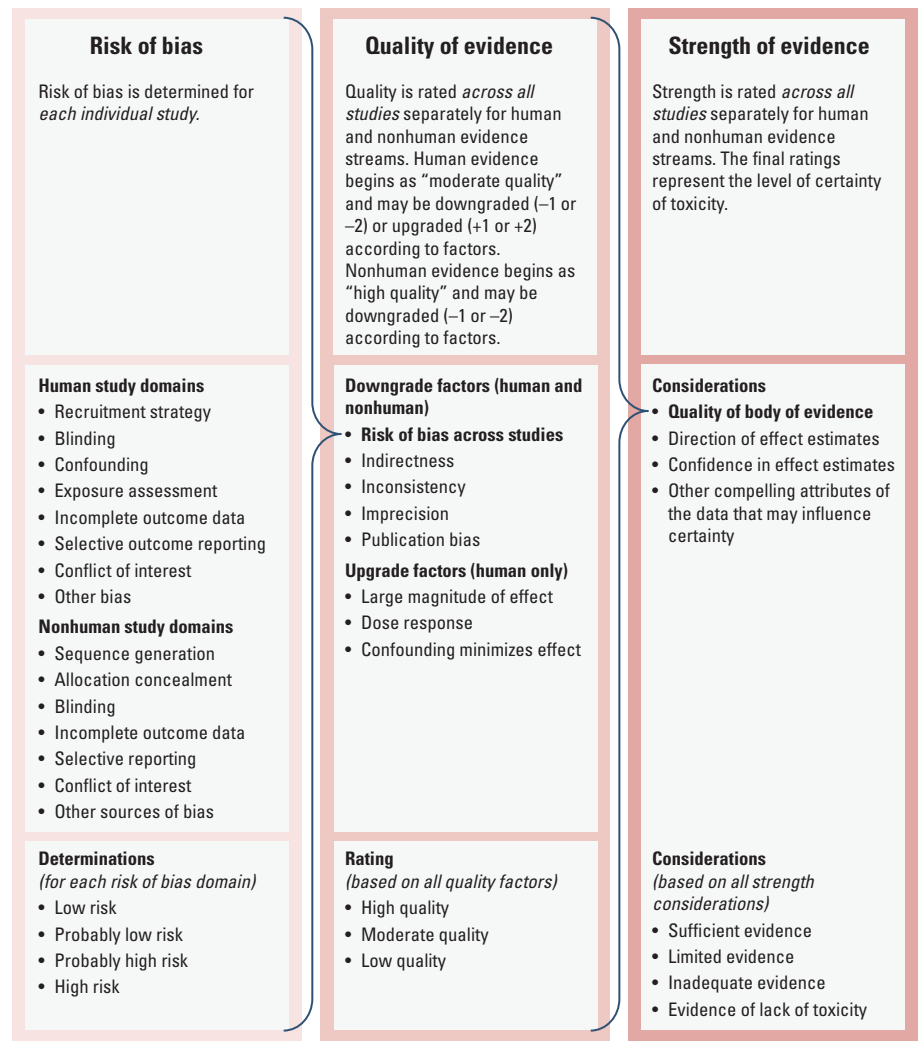 Risk of bias
Risk of bias is determined for
each individual study.
Human study domains
• Recruitment strategy
• Blinding
• Confounding
• Exposure assessment
• Incomplete outcome data
• Selective outcome reporting
• Conflict of interest
• Other bias
Nonhuman study domains
• Sequence generation
• Allocation concealment
• Blinding
• Incomplete outcome data
• Selective reporting
• Conflict of interest
• Other sources of bias
Determinations
(for each risk of bias domain)
• Low risk
• Probably low risk
• Probably high risk
• High risk
Quality of evidence
Quality is rated across all
studies separately for human
and nonhuman evidence
streams. Human evidence
begins as “moderate quality”
and may be downgraded (–1 or
–2) or upgraded (+1 or +2)
according to factors.
Nonhuman evidence begins as
“high quality” and may be
downgraded (–1 or –2)
according to factors.
Downgrade factors (human and
nonhuman)
• Risk of bias across studies
• Indirectness
• Inconsistency
• Imprecision
• Publication bias
Upgrade factors (human only)
• Large magnitude of effect
• Dose response
• Confounding minimizes effect
Rating
(based on all quality factors)
• High quality
• Moderate quality
• Low quality
Strength of evidence
Strength is rated across all
studies separately for human
and nonhuman evidence
streams. The final ratings
represent the level of certainty
of toxicity.
Considerations
• Quality of body of evidence
• Direction of effect estimates
• Confidence in effect estimates
• Other compelling attributes of
the data that may influence
certainty
Considerations
(based on all strength
considerations)
• Sufficient evidence
• Limited evidence
• Inadequate evidence
• Evidence of lack of toxicity